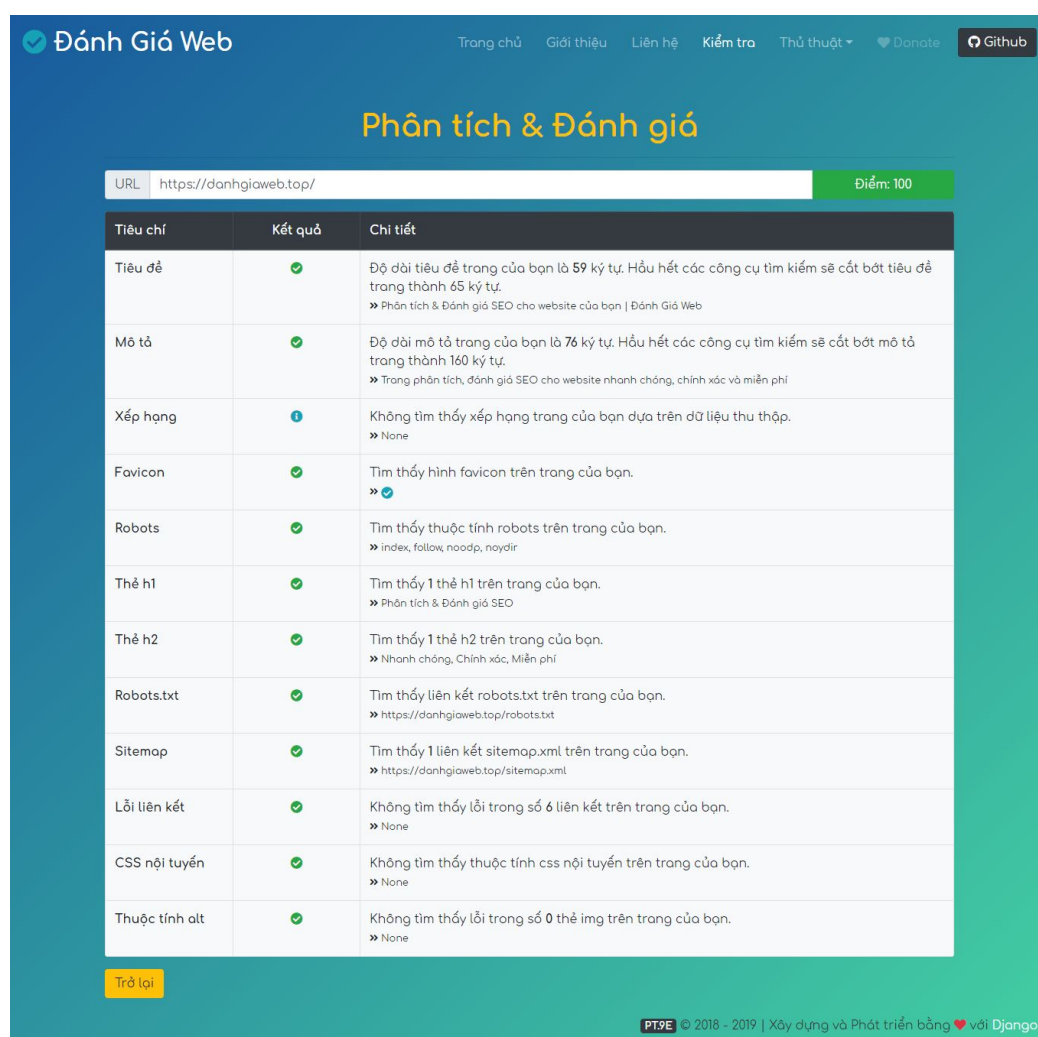 Đánh Giá Web
Trang chủ Giới thiệu Liên hệ Kiểm tra Thủ thuật Donate Github
Phân tích & Đánh giá
URL https://danhgiaweb.top/ Điểm: 100
Tiêu chí Kết quả Chi tiết
Tiêu đề Độ dài tiêu đề trang của bạn là 59 ký tự. Hầu hết các công cụ tìm kiếm sẽ cắt bớt tiêu đề
trang thành 65 ký tự.
» Phân tích & Đánh giá SEO cho website của bạn | Đánh Giá Web
Mô tả Độ dài mô tả trang của bạn là 76 ký tự. Hầu hết các công cụ tìm kiếm sẽ cắt bớt mô tả
trang thành 160 ký tự.
» Trang phân tích, đánh giá SEO cho website nhanh chóng, chính xác và miễn phí
Xếp hạng Không tìm thấy xếp hạng trang của bạn dựa trên dữ liệu thu thập.
» None
Favicon Tìm thấy hình favicon trên trang của bạn.
»
Robots Tìm thấy thuộc tính robots trên trang của bạn.
» index, follow, noodp, noydir
Thẻ h1 Tìm thấy 1 thẻ h1 trên trang của bạn.
» Phân tích & Đánh giá SEO
Thẻ h2 Tìm thấy 1 thẻ h2 trên trang của bạn.
» Nhanh chóng, Chính xác, Miễn phí
Robots.txt Tìm thấy liên kết robots.txt trên trang của bạn.
» https://danhgiaweb.top/robots.txt
Sitemap Tìm thấy 1 liên kết sitemap.xml trên trang của bạn.
» https://danhgiaweb.top/sitemap.xml
Lỗi liên kết Không tìm thấy lỗi trong số 6 liên kết trên trang của bạn.
» None
CSS nội tuyến Không tìm thấy thuộc tính css nội tuyến trên trang của bạn.
» None
Thuộc tính alt Không tìm thấy lỗi trong số 0 thẻ img trên trang của bạn.
» None
Trở lại
PT.9E © 2018 - 2019 | Xây dựng và Phát triển bằng ❤ với Django